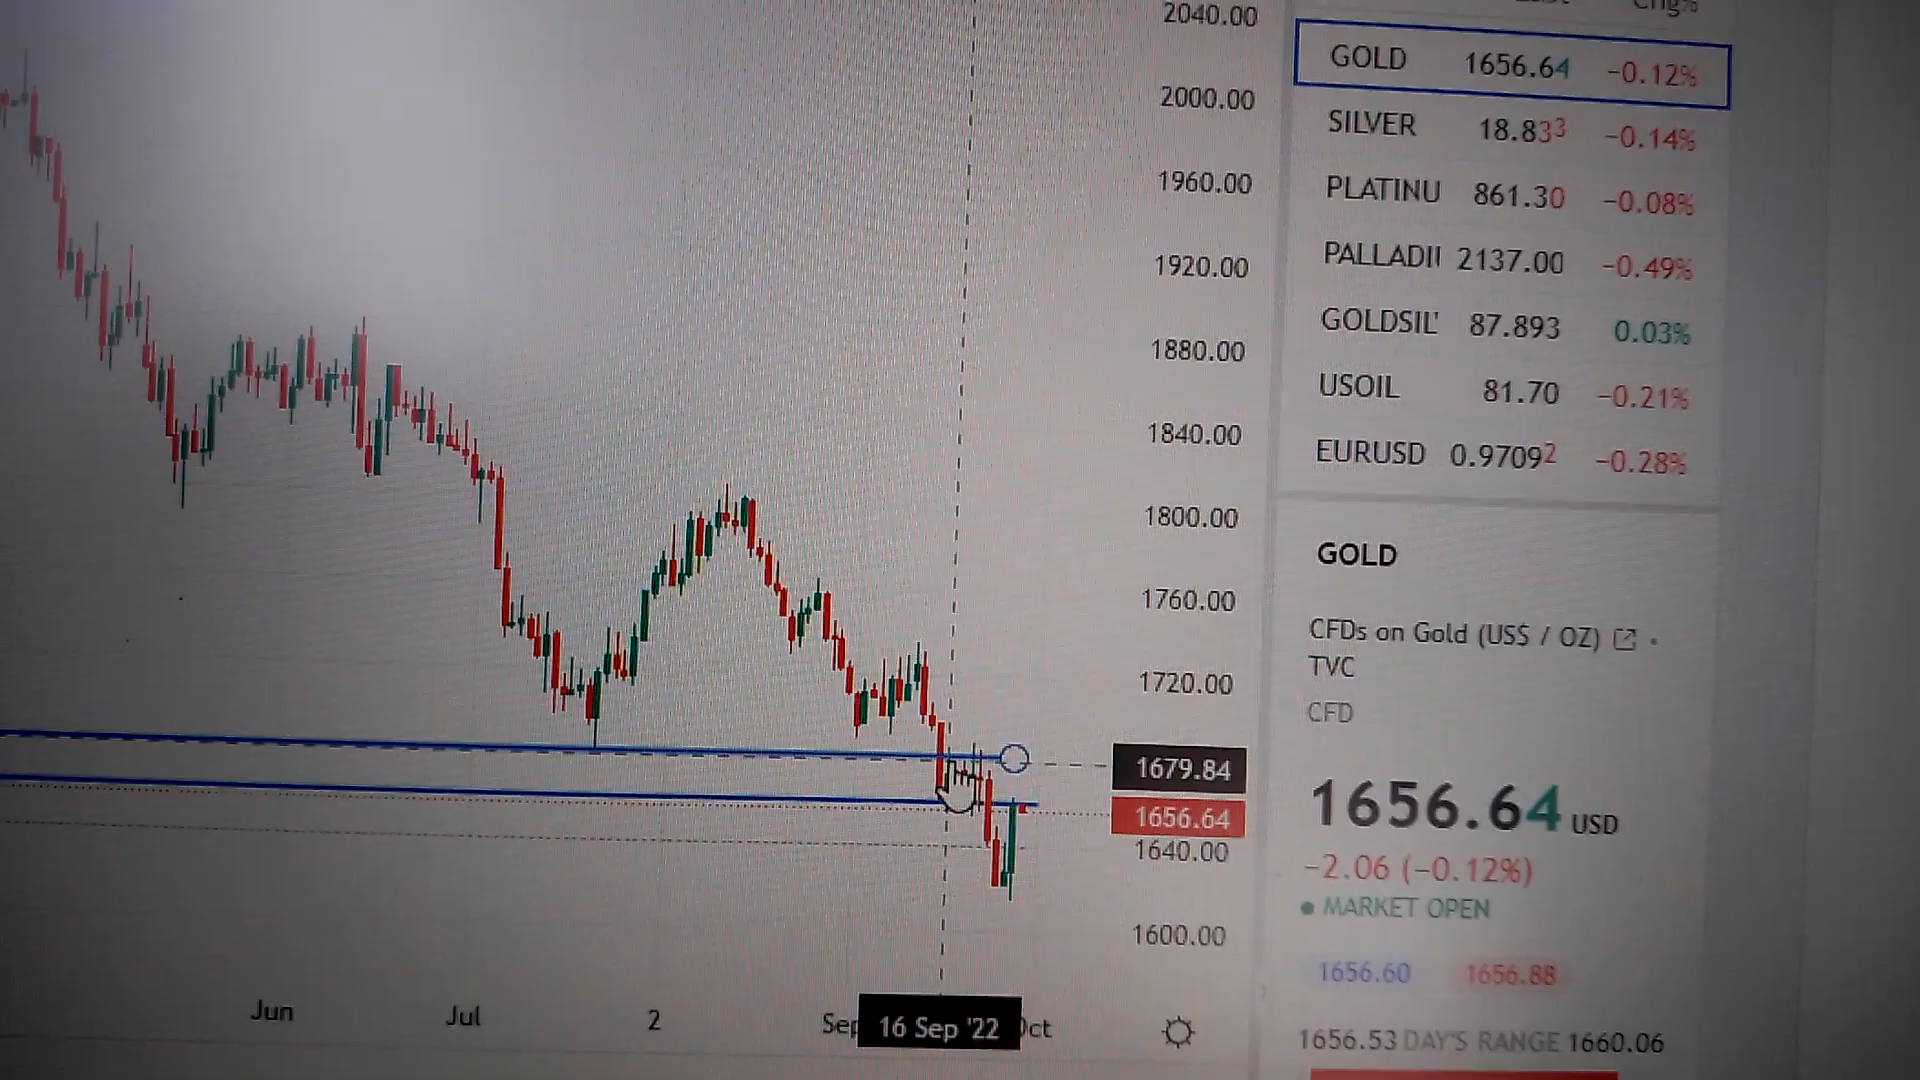 2040.00
2000.00
1960.00
1920.00
1880.00
1840.00
1800.00
1760.00
1720.00
1679.84
1656.64
1640.00
1600.00
Jun
Jul
2
Sep
16 Sep '22
Oct
Chg%
GOLD 1656.64 −0.12%
SILVER 18.833 −0.14%
PLATINU 861.30 −0.08%
PALLADII 2137.00 −0.49%
GOLDSIL' 87.893 0.03%
USOIL 81.70 −0.21%
EURUSD 0.97092 −0.28%
GOLD
CFDs on Gold (US$ / OZ)
TVC
CFD
1656.64 USD
−2.06 (−0.12%)
MARKET OPEN
1656.60 1656.88
1656.53 DAY'S RANGE 1660.06